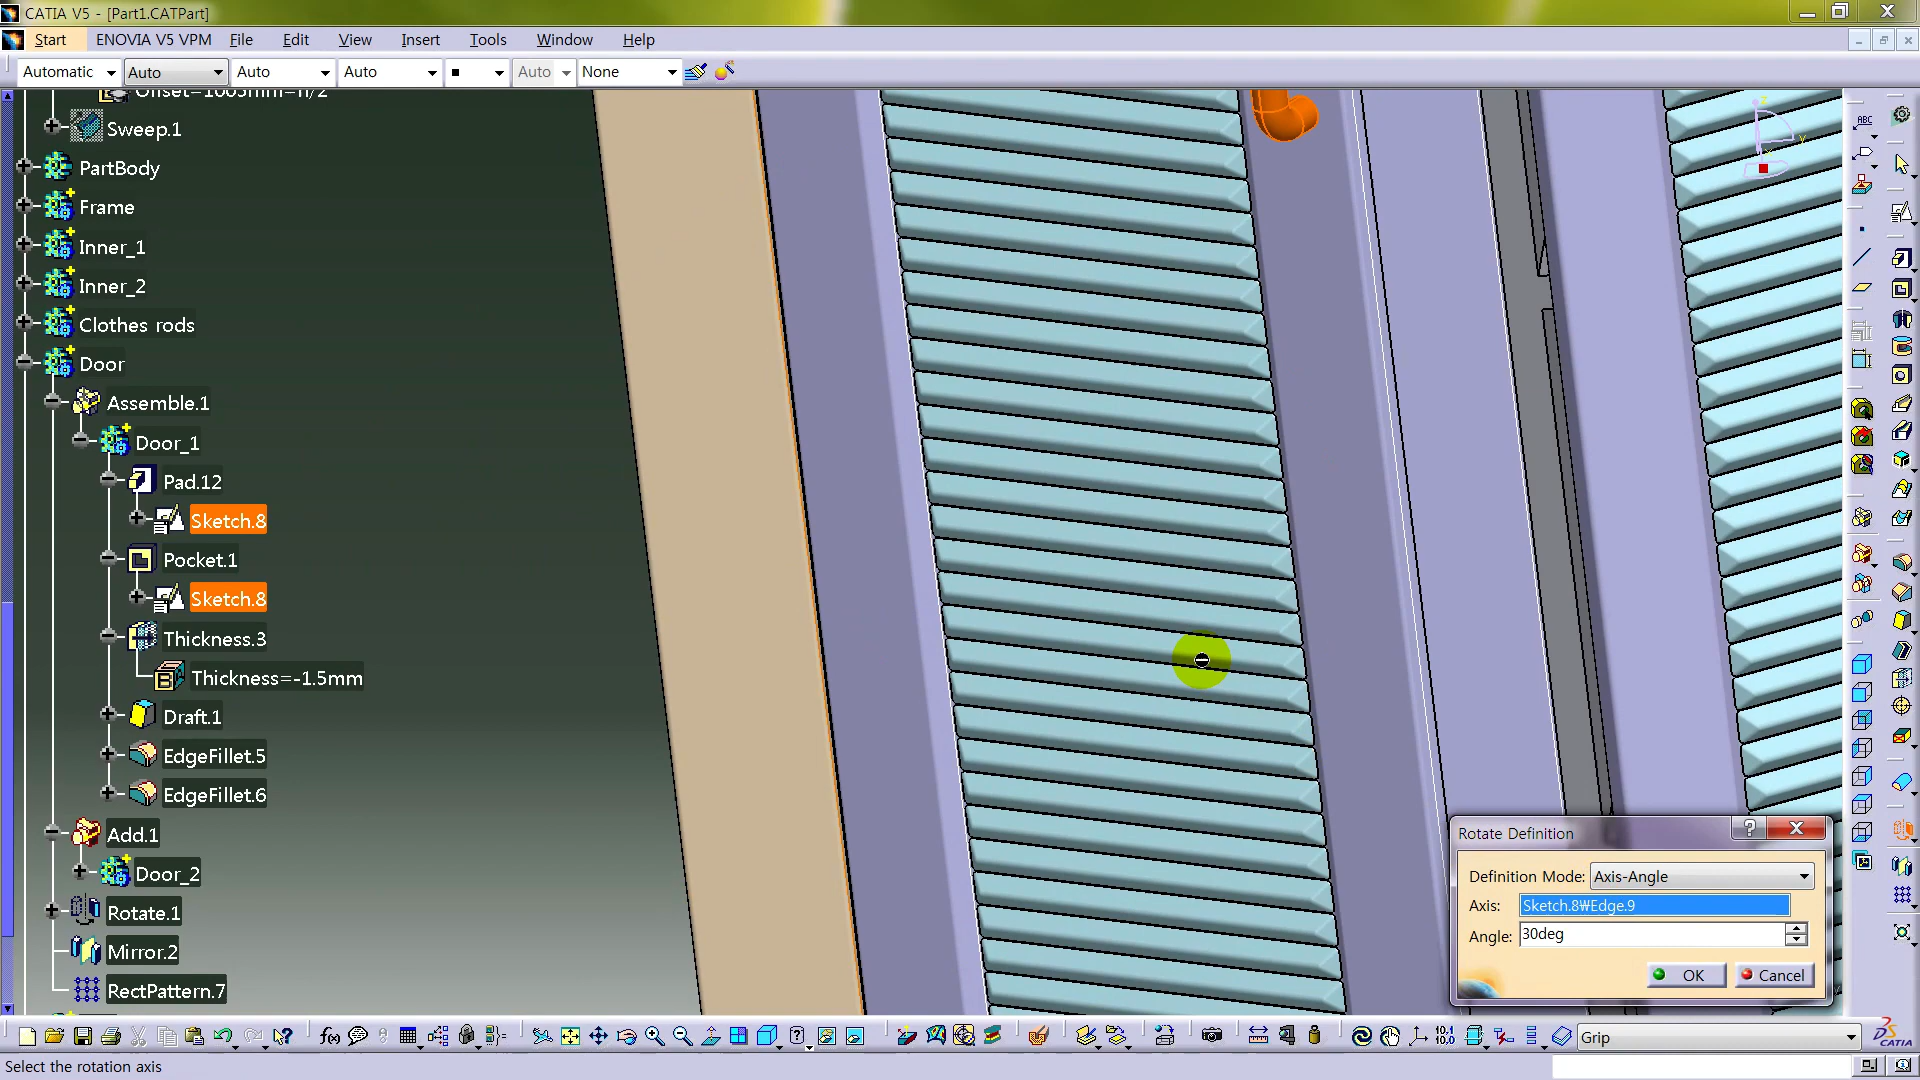 CATIA V5 - [Part1.CATPart]
Start ENOVIA V5 VPM File Edit View Insert Tools Window Help
Automatic Auto Auto Auto Auto None
Offset=1005mm=h/2
Sweep.1
PartBody
Frame
Inner_1
Inner_2
Clothes rods
Door
Assemble.1
Door_1
Pad.12
Sketch.8
Pocket.1
Sketch.8
Thickness.3
Thickness=-1.5mm
Draft.1
EdgeFillet.5
EdgeFillet.6
Add.1
Door_2
Rotate.1
Mirror.2
RectPattern.7
Rotate Definition
Definition Mode: Axis-Angle
Axis: Sketch.8₩Edge.9
Angle: 30deg
OK Cancel
Grip
CATIA
Select the rotation axis